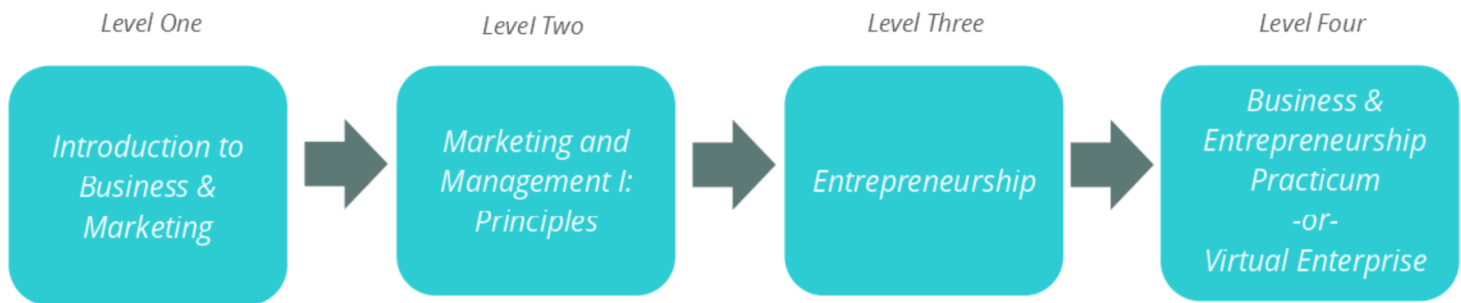 Level One
Level Two
Level Three
Level Four
Introduction to
Business &
Marketing
Marketing and
Management I:
Principles
Entrepreneurship
Business &
Entrepreneurship
Practicum
-or-
Virtual Enterprise